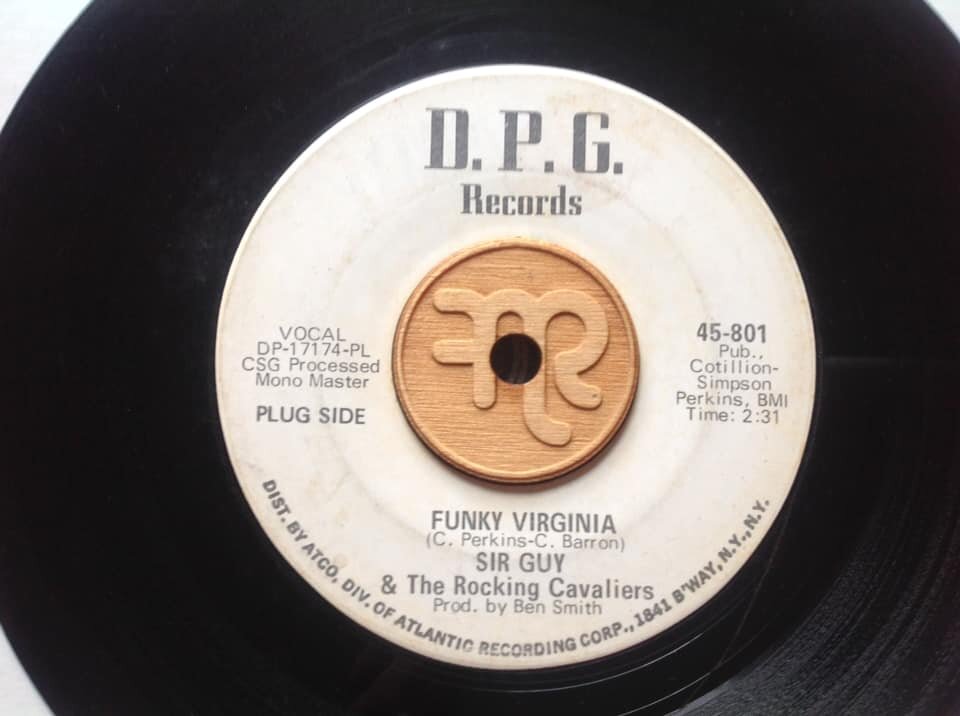 D. P. G.
Records
VOCAL
DP-17174-PL
CSG Processed
Mono Master
PLUG SIDE
45-801
Pub.,
Cotillion-
Simpson
Perkins, BMI
Time: 2:31
FUNKY VIRGINIA
(C. Perkins-C. Barron)
SIR GUY
& The Rocking Cavaliers
Prod. by Ben Smith
DIST. BY ATCO, DIV. OF ATLANTIC RECORDING CORP., 1841 B'WAY, N.Y., N.Y.